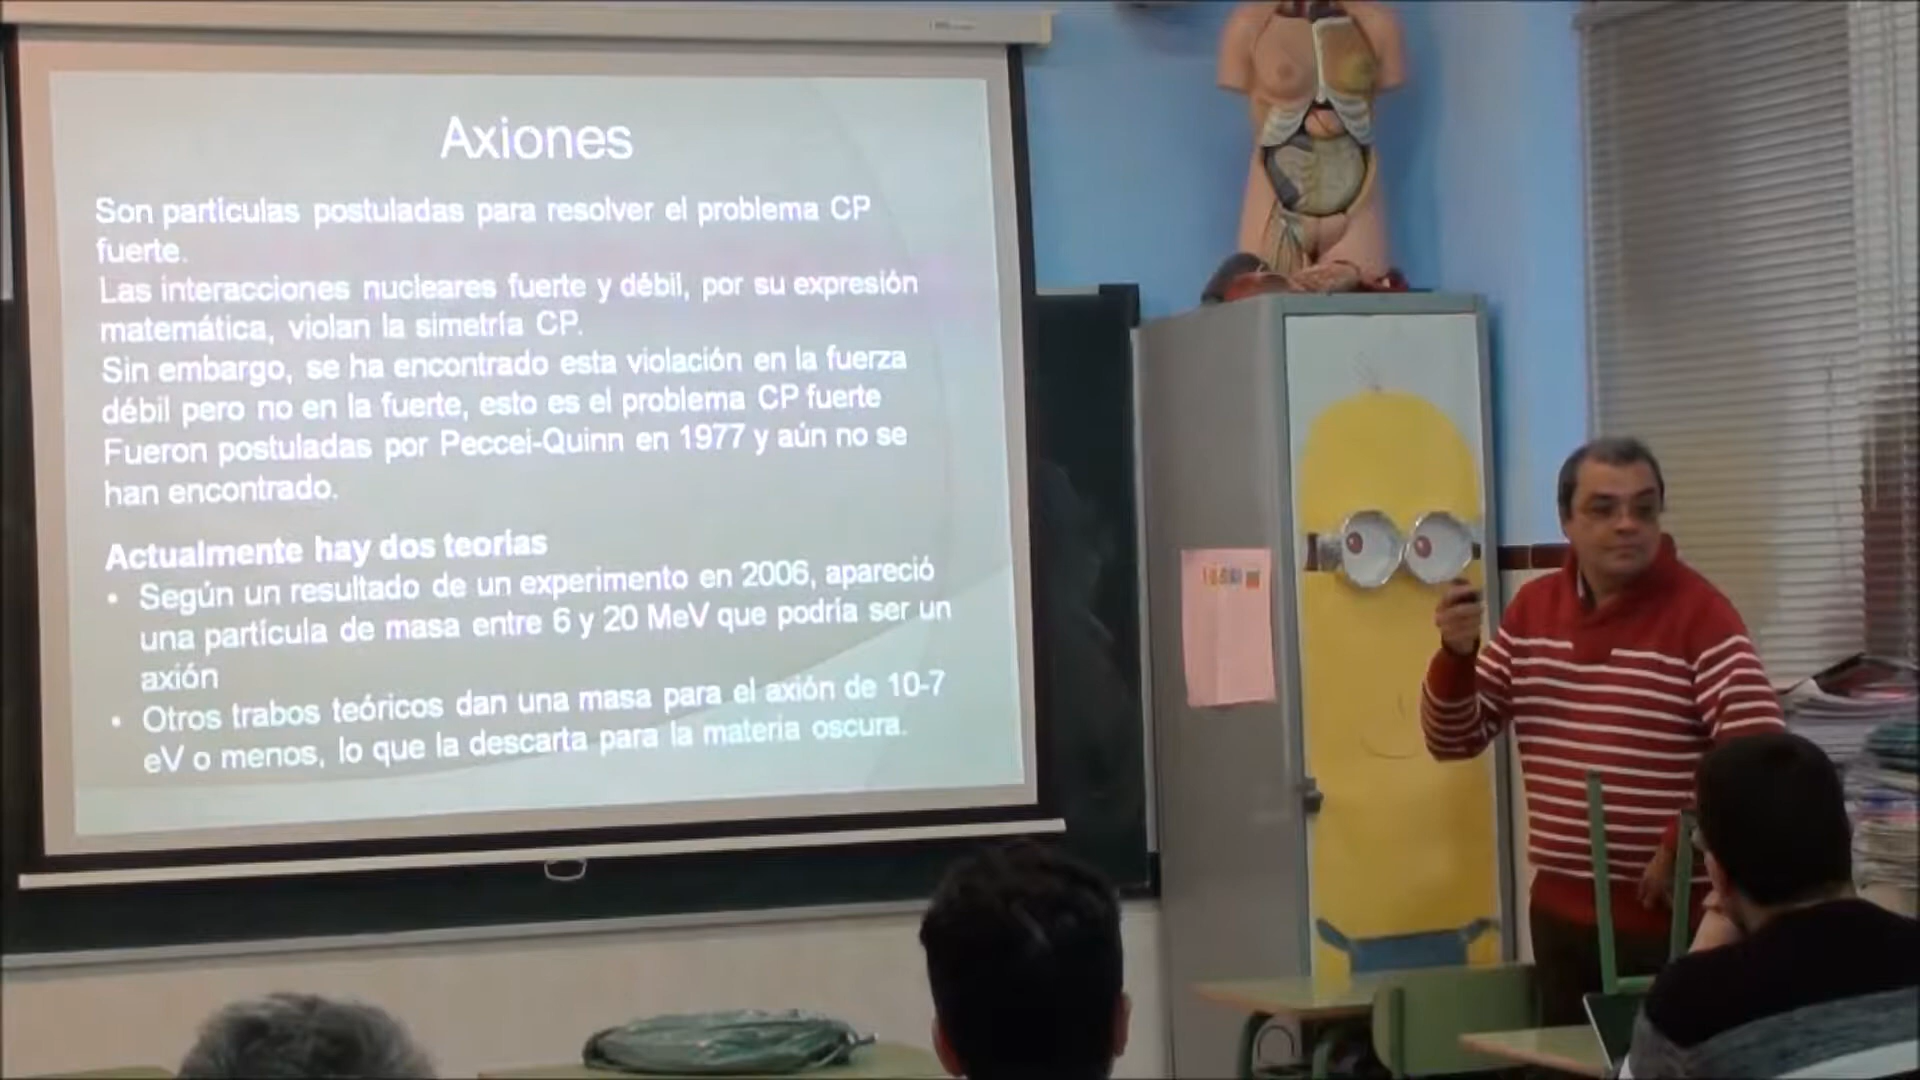 Axiones
Son partículas postuladas para resolver el problema CP
fuerte.
Las interacciones nucleares fuerte y débil, por su expresión
matemática, violan la simetría CP.
Sin embargo, se ha encontrado esta violación en la fuerza
débil pero no en la fuerte, esto es el problema CP fuerte
Fueron postuladas por Peccei-Quinn en 1977 y aún no se
han encontrado.
Actualmente hay dos teorías
• Según un resultado de un experimento en 2006, apareció
una partícula de masa entre 6 y 20 MeV que podría ser un
axión
• Otros trabos teóricos dan una masa para el axión de 10-7
eV o menos, lo que la descarta para la materia oscura.